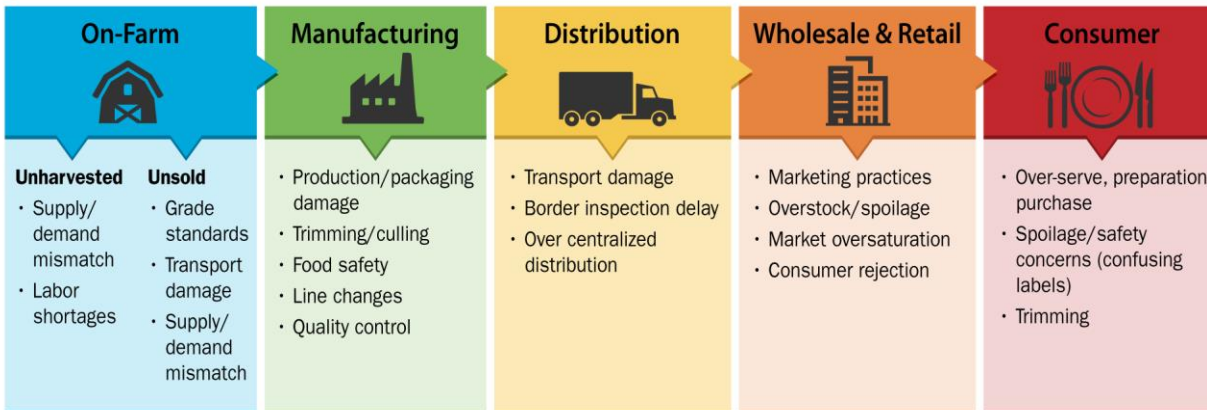 On-Farm
Unharvested
· Supply/
demand
mismatch
· Labor
shortages
Unsold
· Grade
standards
· Transport
damage
· Supply/
demand
mismatch
Manufacturing
· Production/packaging
damage
· Trimming/culling
· Food safety
· Line changes
· Quality control
Distribution
· Transport damage
· Border inspection delay
· Over centralized
distribution
Wholesale & Retail
· Marketing practices
· Overstock/spoilage
· Market oversaturation
· Consumer rejection
Consumer
· Over-serve, preparation,
purchase
· Spoilage/safety
concerns (confusing
labels)
· Trimming